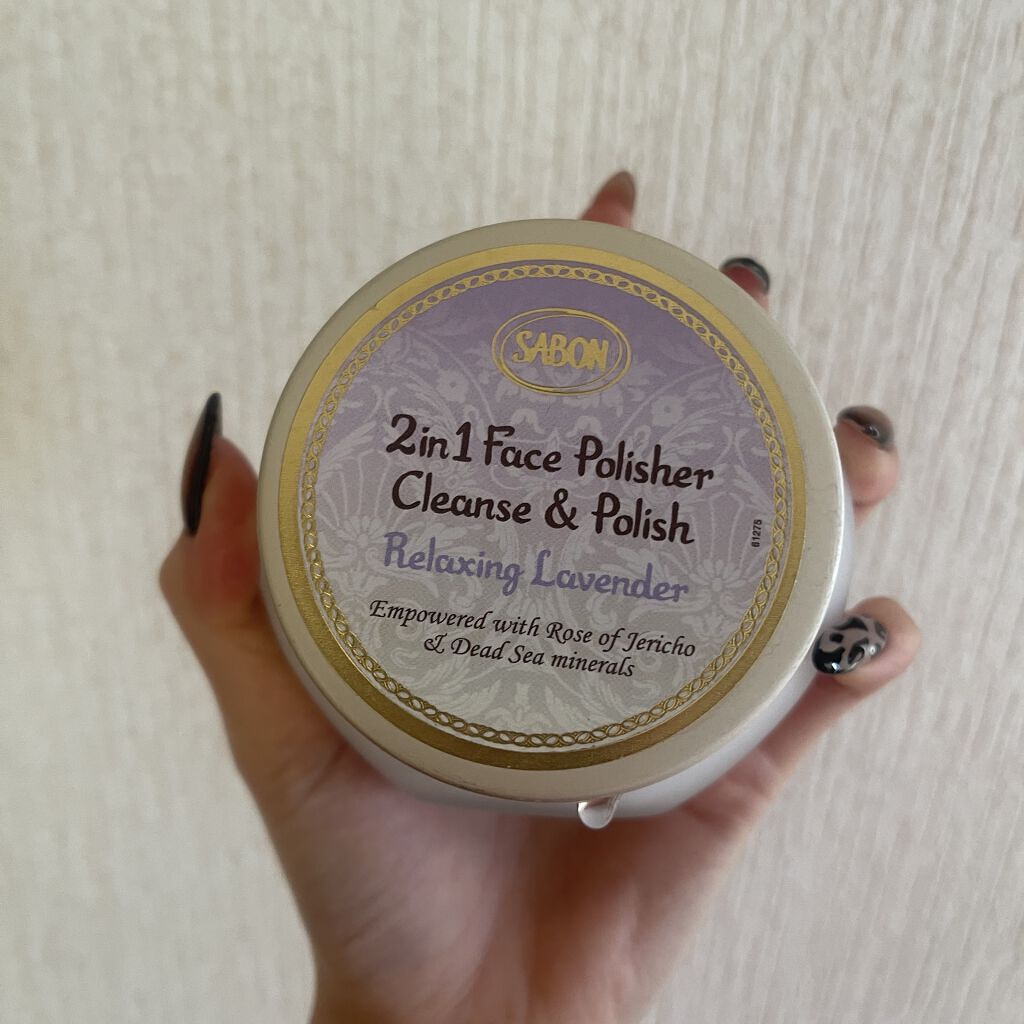 SABON
2in1 Face Polisher
Cleanse & Polish
Relaxing Lavender
Empowered with Rose of Jericho
& Dead Sea minerals
61275